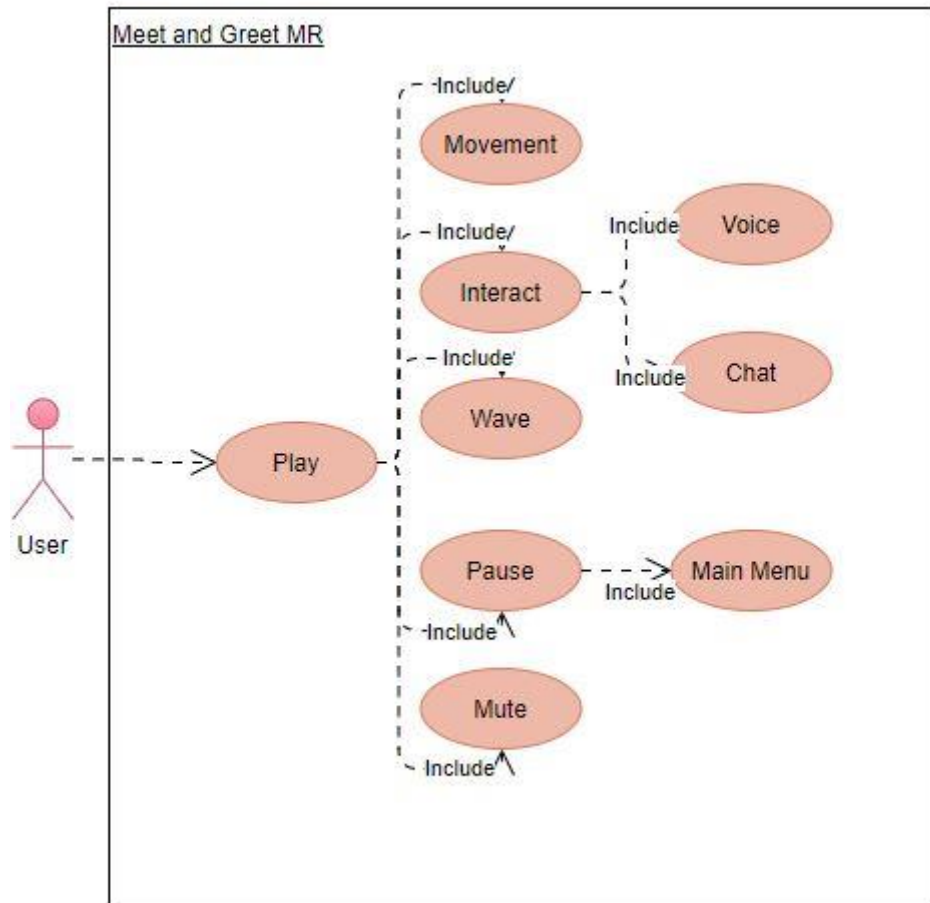 Meet and Greet MR
Include
Movement
Include
Interact
Include
Voice
Include
Chat
Include
Wave
User
Play
Pause
Include
Main Menu
Include
Mute
Include